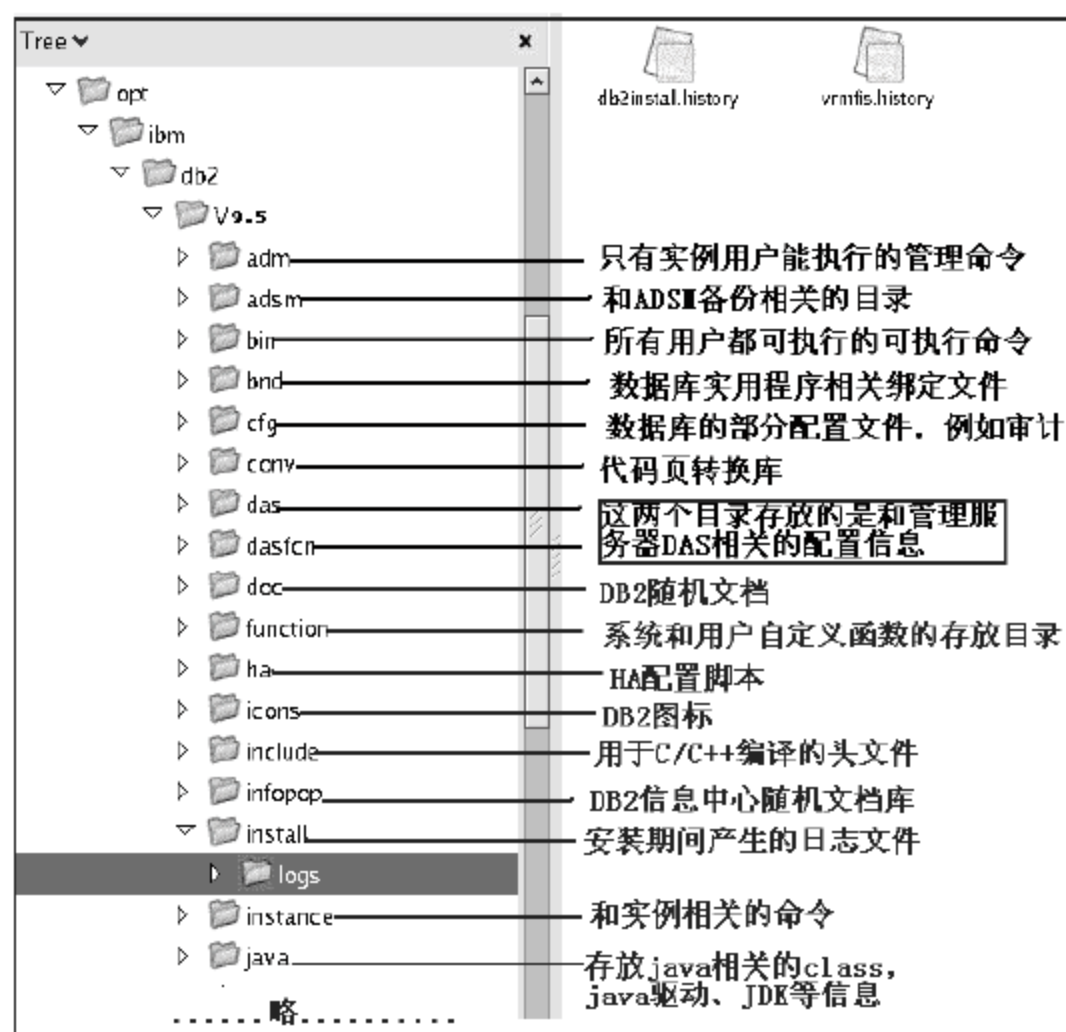 Tree
db2install.history
vrmfis.history
opt
ibm
db2
V9.5
adm 只有实例用户能执行的管理命令
adsm 和ADSM备份相关的目录
bin 所有用户都可执行的可执行命令
bnd 数据库实用程序相关绑定文件
cfg 数据库的部分配置文件．例如审计
conv 代码页转换库
das 这两个目录存放的是和管理服
dasfcn 务器DAS相关的配置信息
doc DB2随机文档
function 系统和用户自定义函数的存放目录
ha HA配置脚本
icons DB2图标
include 用于C/C++编译的头文件
infopop DB2信息中心随机文档库
install 安装期间产生的日志文件
logs
instance 和实例相关的命令
java 存放java相关的class，
java驱动、JDK等信息
......略..........